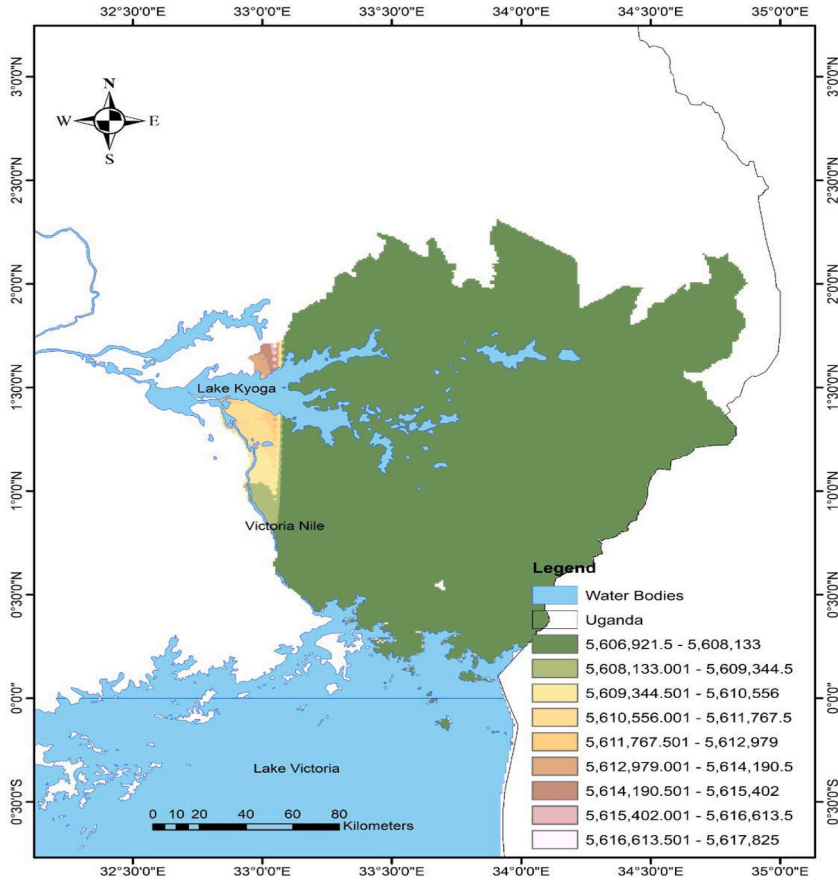 32°30'0"E 33°0'0"E 33°30'0"E 34°0'0"E 34°30'0"E 35°0'0"E
3°0'0"N 3°0'0"N
N
W E
S
2°30'0"N 2°30'0"N
2°0'0"N 2°0'0"N
Lake Kyoga
1°30'0"N 1°30'0"N
1°0'0"N 1°0'0"N
Victoria Nile
0°30'0"N 0°30'0"N
Legend
Water Bodies
Uganda
5,606,921.5 - 5,608,133
5,608,133.001 - 5,609,344.5
5,609,344.501 - 5,610,556
5,610,556.001 - 5,611,767.5
5,611,767.501 - 5,612,979
5,612,979.001 - 5,614,190.5
5,614,190.501 - 5,615,402
5,615,402.001 - 5,616,613.5
5,616,613.501 - 5,617,825
0°0'0" 0°0'0"
Lake Victoria
0°30'0"S 0°30'0"S
0 10 20 40 60 80
Kilometers
32°30'0"E 33°0'0"E 33°30'0"E 34°0'0"E 34°30'0"E 35°0'0"E